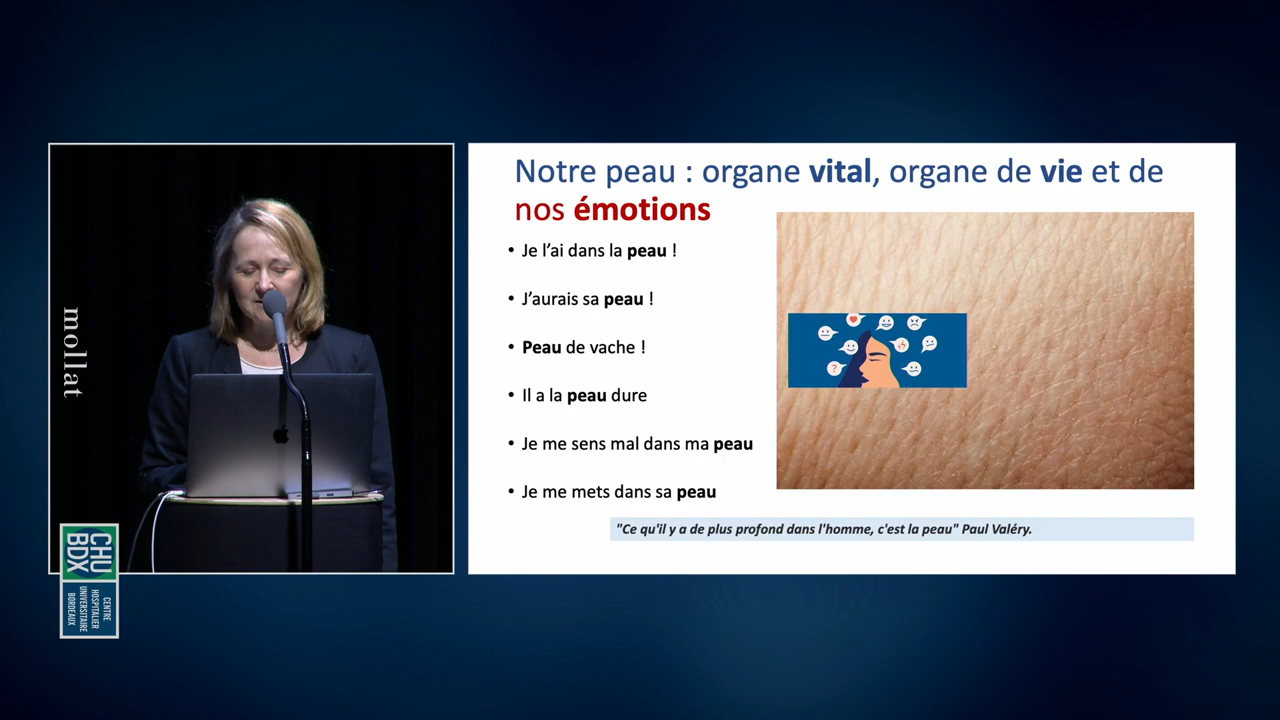 mollat
CHU
BDX
CENTRE
HOSPITALIER
UNIVERSITAIRE
BORDEAUX
Notre peau : organe vital, organe de vie et de
nos émotions
• Je l'ai dans la peau !
• J'aurais sa peau !
• Peau de vache !
• Il a la peau dure
• Je me sens mal dans ma peau
• Je me mets dans sa peau
?
"Ce qu'il y a de plus profond dans l'homme, c'est la peau" Paul Valéry.